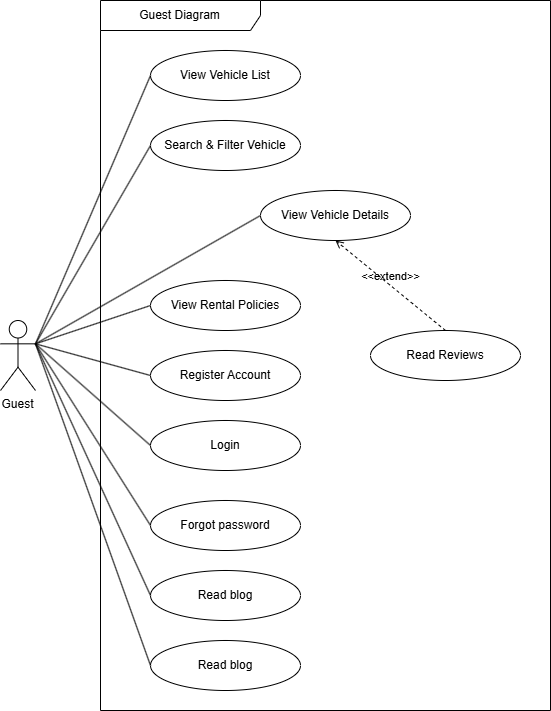 Guest Diagram
View Vehicle List
Search & Filter Vehicle
View Vehicle Details
<<extend>>
View Rental Policies
Read Reviews
Register Account
Guest
Login
Forgot password
Read blog
Read blog